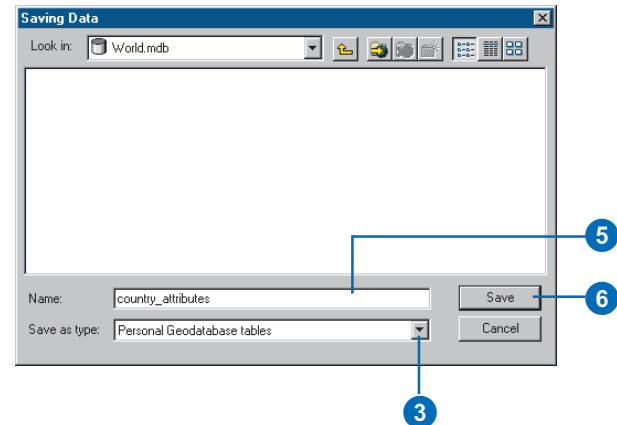 Saving Data
Look in: World.mdb
5
Name: country_attributes Save
6
Save as type: Personal Geodatabase tables Cancel
3